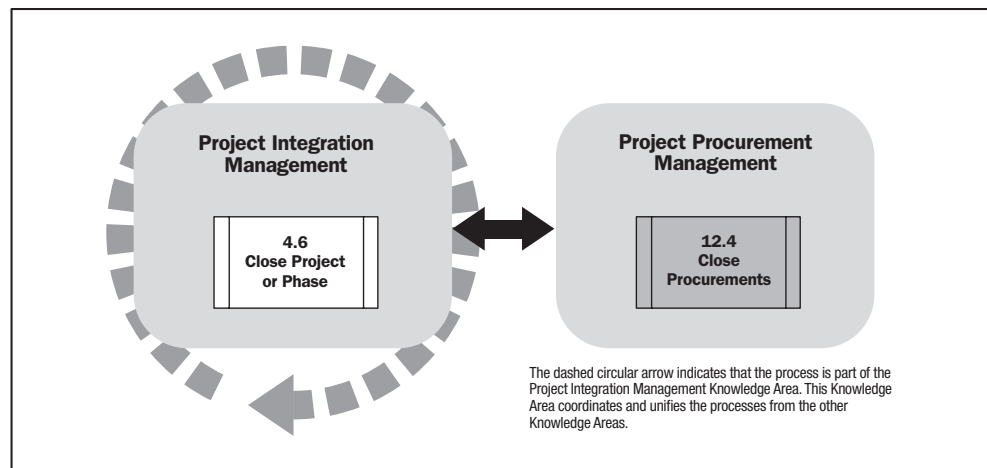 Project Integration
Management
4.6
Close Project
or Phase
Project Procurement
Management
12.4
Close
Procurements
The dashed circular arrow indicates that the process is part of the
Project Integration Management Knowledge Area. This Knowledge
Area coordinates and unifies the processes from the other
Knowledge Areas.